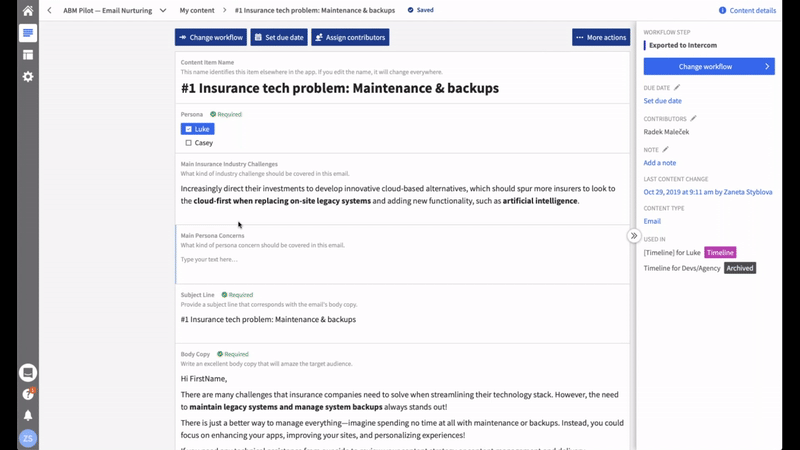 ABM Pilot — Email Nurturing
My content
#1 Insurance tech problem: Maintenance & backups
Saved
Content details
Change workflow
Set due date
Assign contributors
More actions
Content Item Name
This name identifies this item elsewhere in the app. If you edit the name, it will change everywhere.
#1 Insurance tech problem: Maintenance & backups
Persona Required
Luke
Casey
Main Insurance Industry Challenges
What kind of industry challenge should be covered in this email.
Increasingly direct their investments to develop innovative cloud-based alternatives, which should spur more insurers to look to
the cloud-first when replacing on-site legacy systems and adding new functionality, such as artificial intelligence.
Main Persona Concerns
What kind of persona concern should be covered in this email.
Type your text here...
Subject Line Required
Provide a subject line that corresponds with the email's body copy.
#1 Insurance tech problem: Maintenance & backups
Body Copy Required
Write an excellent body copy that will amaze the target audience.
Hi FirstName,
There are many challenges that insurance companies need to solve when streamlining their technology stack. However, the need
to maintain legacy systems and manage system backups always stands out!
There is just a better way to manage everything—imagine spending no time at all with maintenance or backups. Instead, you could
focus on enhancing your apps, improving your sites, and personalizing experiences!
WORKFLOW STEP
Exported to Intercom
Change workflow
DUE DATE
Set due date
CONTRIBUTORS
Radek Maleček
NOTE
Add a note
LAST CONTENT CHANGE
Oct 29, 2019 at 9:11 am by Zaneta Styblova
CONTENT TYPE
Email
USED IN
[Timeline] for Luke Timeline
Timeline for Devs/Agency Archived
1
ZS